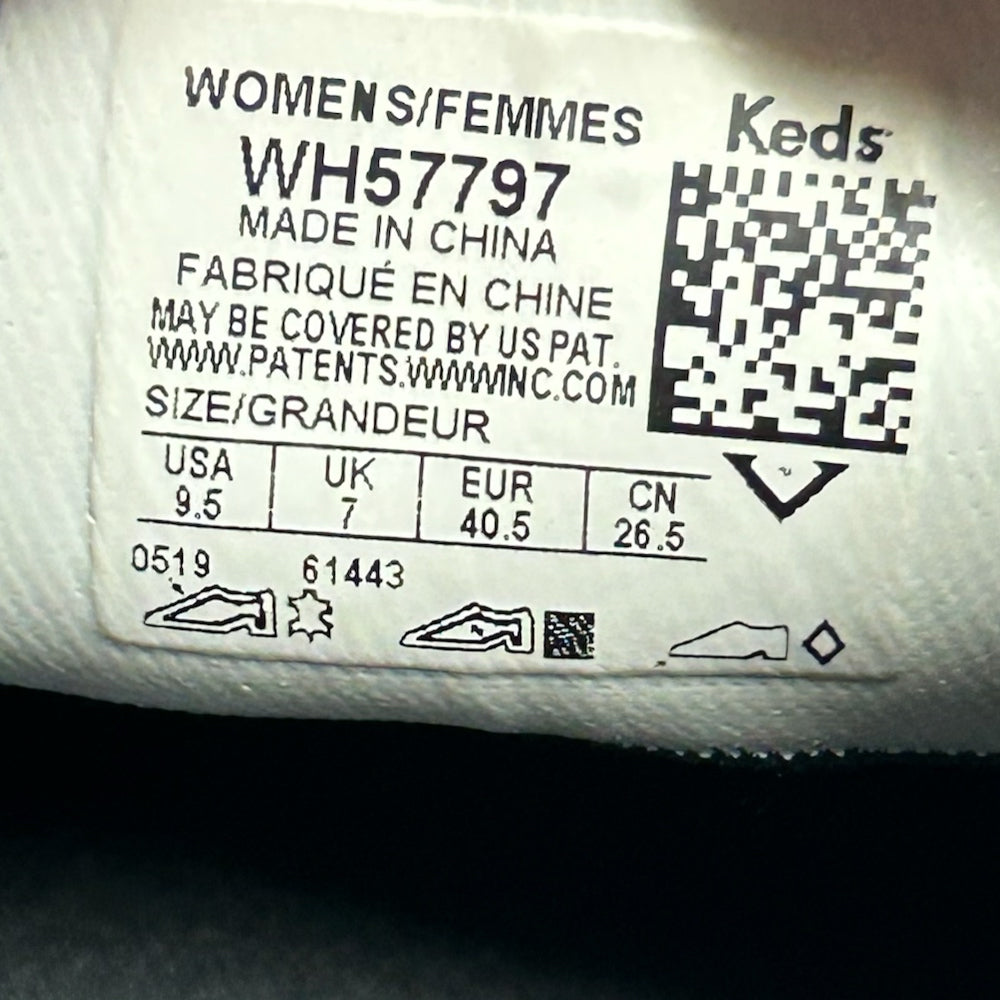 WOMENS/FEMMES
Keds
WH57797
MADE IN CHINA
FABRIQUÉ EN CHINE
MAY BE COVERED BY US PAT.
WWW.PATENTS.WWWINC.COM
SIZE/GRANDEUR
USA UK EUR CN
9.5 7 40.5 26.5
0519 61443